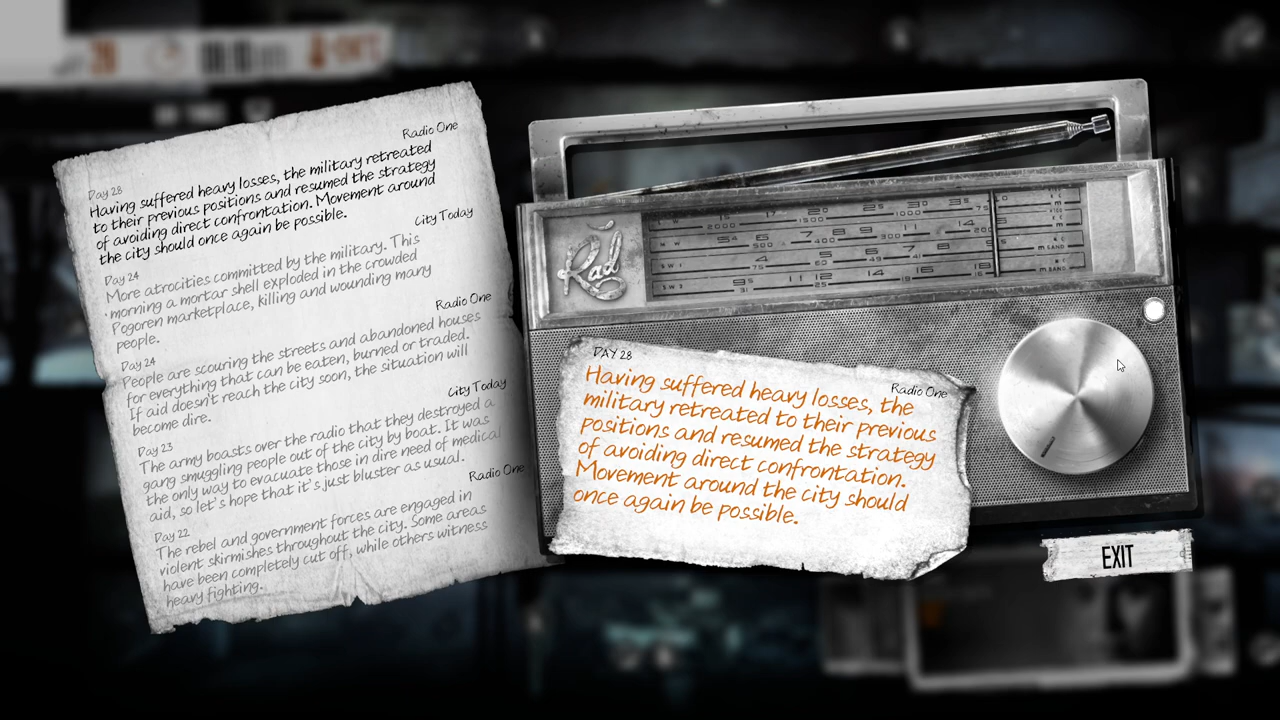 Radio One
Day 28
Having suffered heavy losses, the military retreated
to their previous positions and resumed the strategy
of avoiding direct confrontation. Movement around
the city should once again be possible.
City Today
Day 24
More atrocities committed by the military. This
morning a mortar shell exploded in the crowded
Pogoren marketplace, killing and wounding many
people.
Radio One
Day 24
People are scouring the streets and abandoned houses
for everything that can be eaten, burned or traded.
If aid doesn't reach the city soon, the situation will
become dire.
City Today
Day 23
The army boasts over the radio that they destroyed a
gang smuggling people out of the city by boat. It was
the only way to evacuate those in dire need of medical
aid, so let's hope that it's just bluster as usual.
Radio One
Day 22
The rebel and government forces are engaged in
violent skirmishes throughout the city. Some areas
have been completely cut off, while others witness
heavy fighting.
Rad
DAY 28
Radio One
Having suffered heavy losses, the
military retreated to their previous
positions and resumed the strategy
of avoiding direct confrontation.
Movement around the city should
once again be possible.
EXIT